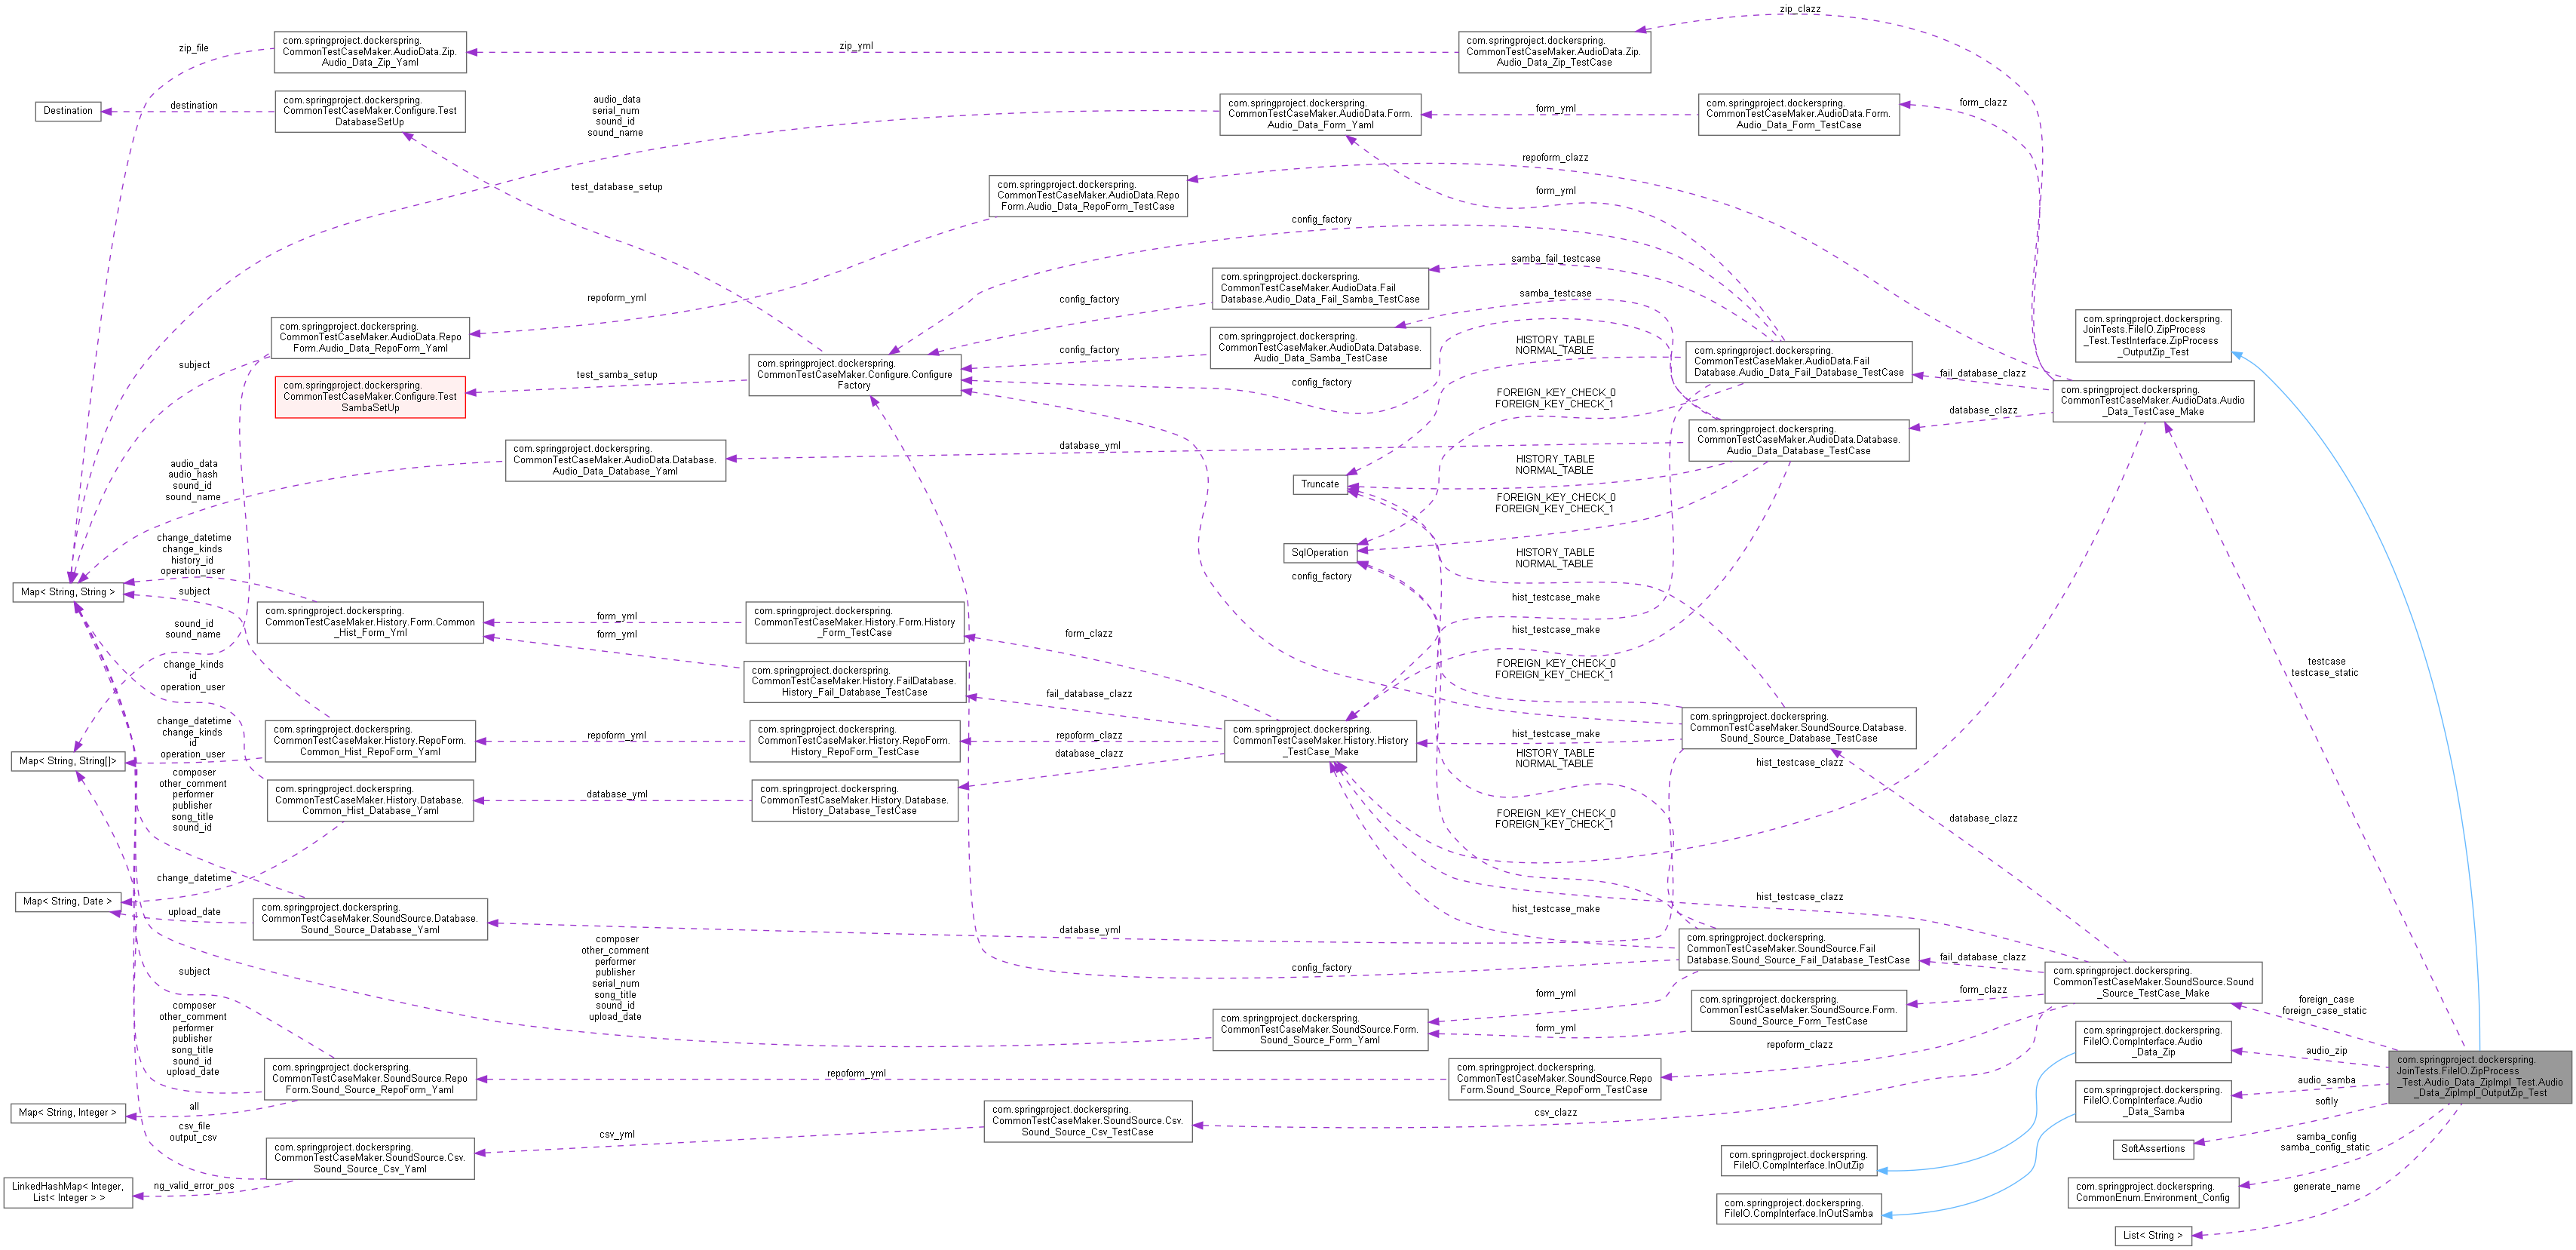 zip_clazz
zip_file
com.springproject.dockerspring.
CommonTestCaseMaker.AudioData.Zip.
Audio_Data_Zip_Yaml
zip_yml
com.springproject.dockerspring.
CommonTestCaseMaker.AudioData.Zip.
Audio_Data_Zip_TestCase
Destination
destination
com.springproject.dockerspring.
CommonTestCaseMaker.Configure.Test
DatabaseSetUp
audio_data
serial_num
sound_id
sound_name
com.springproject.dockerspring.
CommonTestCaseMaker.AudioData.Form.
Audio_Data_Form_Yaml
form_yml
com.springproject.dockerspring.
CommonTestCaseMaker.AudioData.Form.
Audio_Data_Form_TestCase
form_clazz
test_database_setup
com.springproject.dockerspring.
CommonTestCaseMaker.AudioData.Repo
Form.Audio_Data_RepoForm_TestCase
repoform_clazz
form_yml
config_factory
samba_fail_testcase
com.springproject.dockerspring.
CommonTestCaseMaker.AudioData.Fail
Database.Audio_Data_Fail_Samba_TestCase
config_factory
repoform_yml
samba_testcase
com.springproject.dockerspring.
CommonTestCaseMaker.AudioData.Repo
Form.Audio_Data_RepoForm_Yaml
subject
com.springproject.dockerspring.
CommonTestCaseMaker.AudioData.Database.
Audio_Data_Samba_TestCase
config_factory
HISTORY_TABLE
NORMAL_TABLE
com.springproject.dockerspring.
JoinTests.FileIO.ZipProcess
_Test.TestInterface.ZipProcess
_OutputZip_Test
com.springproject.dockerspring.
CommonTestCaseMaker.Configure.Configure
Factory
test_samba_setup
com.springproject.dockerspring.
CommonTestCaseMaker.Configure.Test
SambaSetUp
config_factory
com.springproject.dockerspring.
CommonTestCaseMaker.AudioData.Fail
Database.Audio_Data_Fail_Database_TestCase
fail_database_clazz
com.springproject.dockerspring.
CommonTestCaseMaker.AudioData.Audio
_Data_TestCase_Make
FOREIGN_KEY_CHECK_0
FOREIGN_KEY_CHECK_1
database_clazz
com.springproject.dockerspring.
CommonTestCaseMaker.AudioData.Database.
Audio_Data_Database_TestCase
database_yml
com.springproject.dockerspring.
CommonTestCaseMaker.AudioData.Database.
Audio_Data_Database_Yaml
audio_data
audio_hash
sound_id
sound_name
HISTORY_TABLE
NORMAL_TABLE
Truncate
FOREIGN_KEY_CHECK_0
FOREIGN_KEY_CHECK_1
SqlOperation
config_factory
HISTORY_TABLE
NORMAL_TABLE
hist_testcase_make
hist_testcase_make
change_datetime
change_kinds
history_id
operation_user
Map< String, String >
subject
com.springproject.dockerspring.
CommonTestCaseMaker.History.Form.Common
_Hist_Form_Yml
form_yml
form_yml
com.springproject.dockerspring.
CommonTestCaseMaker.History.Form.History
_Form_TestCase
form_clazz
sound_id
sound_name
change_kinds
id
operation_user
com.springproject.dockerspring.
CommonTestCaseMaker.History.FailDatabase.
History_Fail_Database_TestCase
fail_database_clazz
FOREIGN_KEY_CHECK_0
FOREIGN_KEY_CHECK_1
testcase
testcase_static
change_datetime
change_kinds
id
operation_user
Map< String, String[]>
com.springproject.dockerspring.
CommonTestCaseMaker.History.RepoForm.
Common_Hist_RepoForm_Yaml
repoform_yml
com.springproject.dockerspring.
CommonTestCaseMaker.History.RepoForm.
History_RepoForm_TestCase
repoform_clazz
database_clazz
com.springproject.dockerspring.
CommonTestCaseMaker.History.History
_TestCase_Make
hist_testcase_make
HISTORY_TABLE
NORMAL_TABLE
com.springproject.dockerspring.
CommonTestCaseMaker.SoundSource.Database.
Sound_Source_Database_TestCase
hist_testcase_clazz
composer
other_comment
performer
publisher
song_title
sound_id
com.springproject.dockerspring.
CommonTestCaseMaker.History.Database.
Common_Hist_Database_Yaml
database_yml
com.springproject.dockerspring.
CommonTestCaseMaker.History.Database.
History_Database_TestCase
FOREIGN_KEY_CHECK_0
FOREIGN_KEY_CHECK_1
database_clazz
change_datetime
Map< String, Date >
upload_date
com.springproject.dockerspring.
CommonTestCaseMaker.SoundSource.Database.
Sound_Source_Database_Yaml
hist_testcase_clazz
hist_testcase_make
database_yml
composer
other_comment
performer
publisher
serial_num
song_title
sound_id
upload_date
config_factory
com.springproject.dockerspring.
CommonTestCaseMaker.SoundSource.Fail
Database.Sound_Source_Fail_Database_TestCase
fail_database_clazz
com.springproject.dockerspring.
CommonTestCaseMaker.SoundSource.Sound
_Source_TestCase_Make
subject
form_yml
form_clazz
com.springproject.dockerspring.
CommonTestCaseMaker.SoundSource.Form.
Sound_Source_Form_TestCase
foreign_case
foreign_case_static
composer
other_comment
performer
publisher
song_title
sound_id
upload_date
com.springproject.dockerspring.
CommonTestCaseMaker.SoundSource.Form.
Sound_Source_Form_Yaml
form_yml
com.springproject.dockerspring.
FileIO.CompInterface.Audio
_Data_Zip
audio_zip
repoform_clazz
com.springproject.dockerspring.
CommonTestCaseMaker.SoundSource.Repo
Form.Sound_Source_RepoForm_Yaml
repoform_yml
com.springproject.dockerspring.
CommonTestCaseMaker.SoundSource.Repo
Form.Sound_Source_RepoForm_TestCase
com.springproject.dockerspring.
JoinTests.FileIO.ZipProcess
_Test.Audio_Data_ZipImpl_Test.Audio
_Data_ZipImpl_OutputZip_Test
Map< String, Integer >
all
csv_file
output_csv
com.springproject.dockerspring.
CommonTestCaseMaker.SoundSource.Csv.
Sound_Source_Csv_TestCase
csv_clazz
com.springproject.dockerspring.
FileIO.CompInterface.Audio
_Data_Samba
audio_samba
softly
csv_yml
com.springproject.dockerspring.
CommonTestCaseMaker.SoundSource.Csv.
Sound_Source_Csv_Yaml
SoftAssertions
samba_config
samba_config_static
com.springproject.dockerspring.
FileIO.CompInterface.InOutZip
LinkedHashMap< Integer,
List< Integer > >
ng_valid_error_pos
com.springproject.dockerspring.
CommonEnum.Environment_Config
generate_name
com.springproject.dockerspring.
FileIO.CompInterface.InOutSamba
List< String >